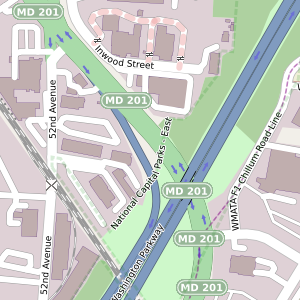 MD 201
Inwood Street
52nd Avenue
MD 201
National Capital Parks - East
MD 201
WMATA F1 Chillum Road Line
52nd Avenue
Washington Parkway
MD 201
MD 201